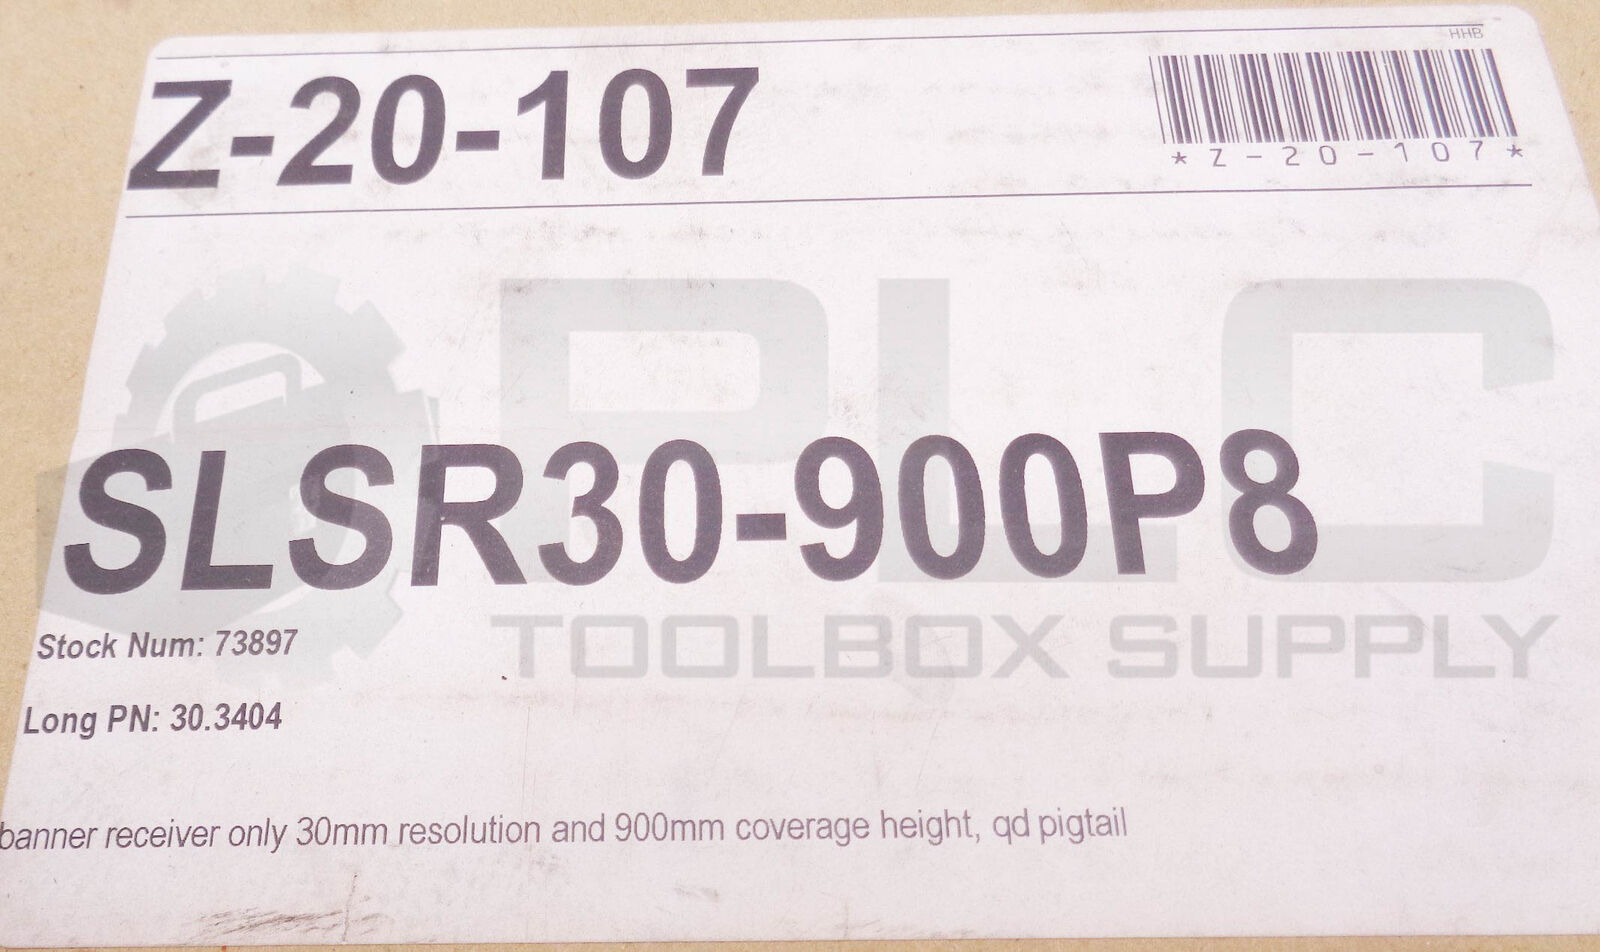 HHB
Z-20-107
*Z-20-107*
PLC
SLSR30-900P8
TOOLBOX SUPPLY
Stock Num: 73897
Long PN: 30.3404
banner receiver only 30mm resolution and 900mm coverage height, qd pigtail